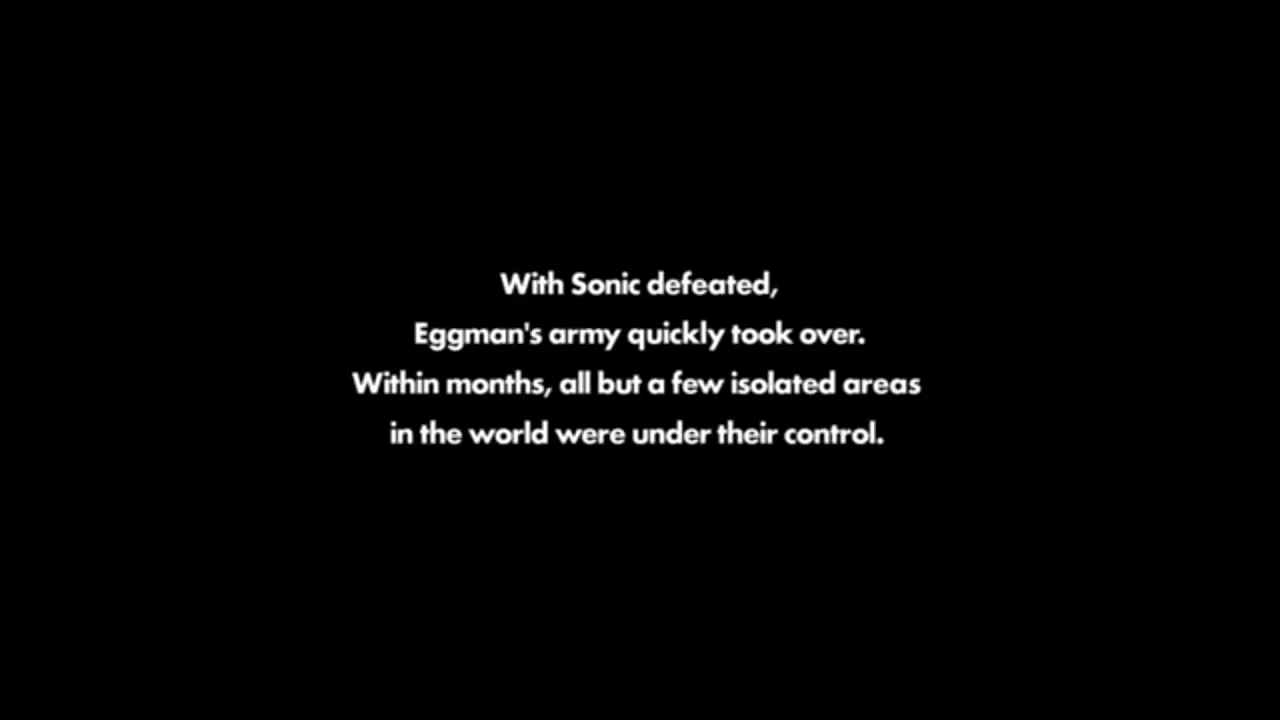 With Sonic defeated,
Eggman's army quickly took over.
Within months, all but a few isolated areas
in the world were under their control.